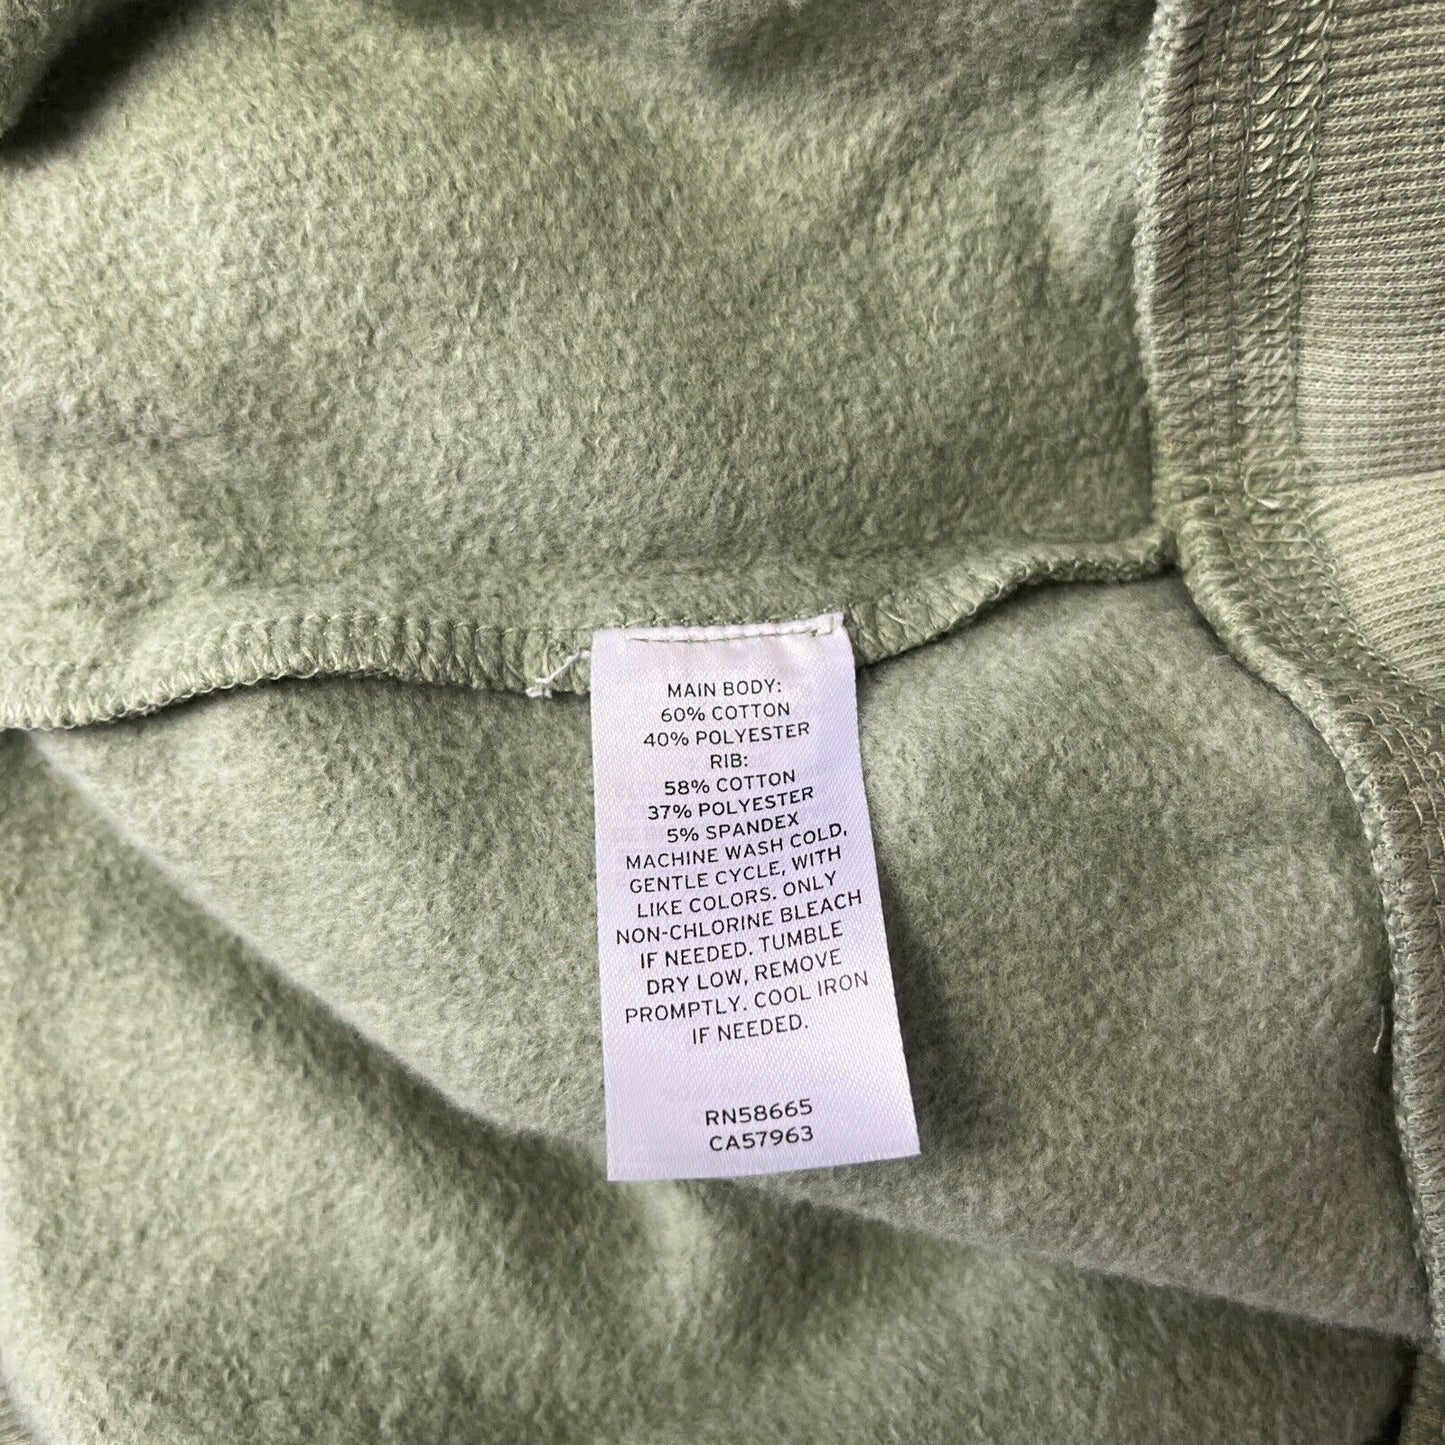 MAIN BODY:
60% COTTON
40% POLYESTER
RIB:
58% COTTON
37% POLYESTER
5% SPANDEX
MACHINE WASH COLD,
GENTLE CYCLE, WITH
LIKE COLORS. ONLY
NON-CHLORINE BLEACH
IF NEEDED. TUMBLE
DRY LOW, REMOVE
PROMPTLY. COOL IRON
IF NEEDED.
RN58665
CA57963